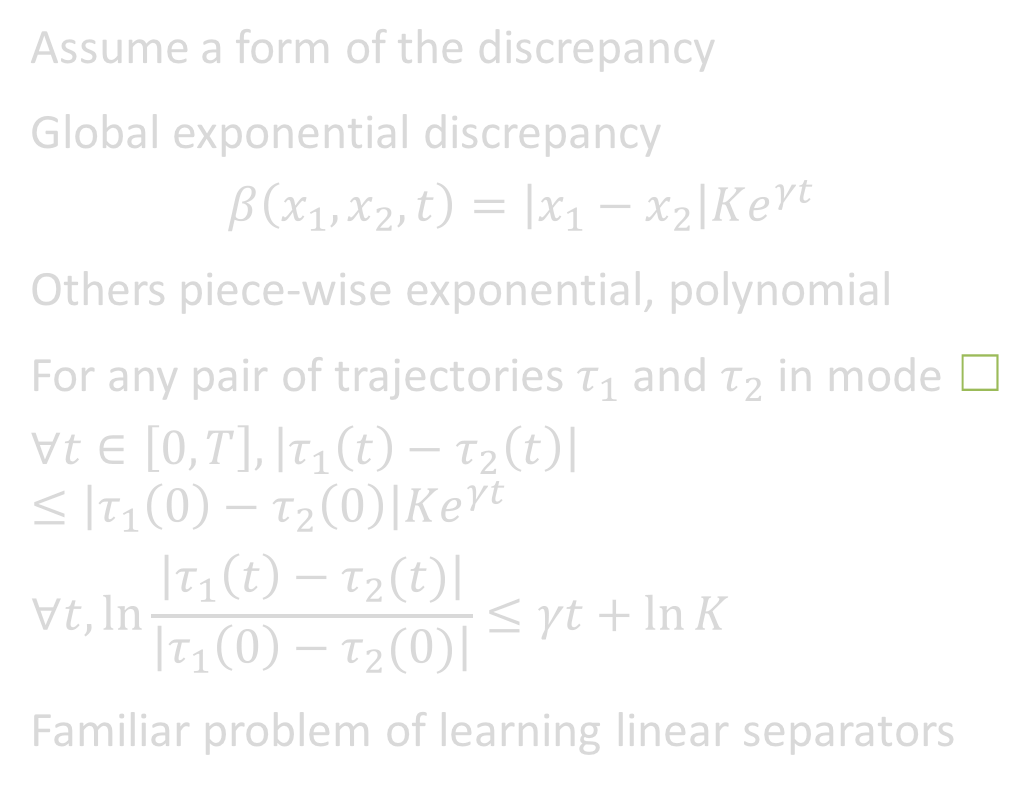 Assume a form of the discrepancy
Global exponential discrepancy
𝛽(𝑥₁, 𝑥₂, 𝑡) = |𝑥₁ − 𝑥₂|𝐾𝑒^{𝛾𝑡}
Others piece-wise exponential, polynomial
For any pair of trajectories 𝜏₁ and 𝜏₂ in mode □
∀𝑡 ∈ [0, 𝑇], |𝜏₁(𝑡) − 𝜏₂(𝑡)|
≤ |𝜏₁(0) − 𝜏₂(0)|𝐾𝑒^{𝛾𝑡}
∀𝑡, ln |𝜏₁(𝑡) − 𝜏₂(𝑡)| / |𝜏₁(0) − 𝜏₂(0)| ≤ 𝛾𝑡 + ln 𝐾
Familiar problem of learning linear separators